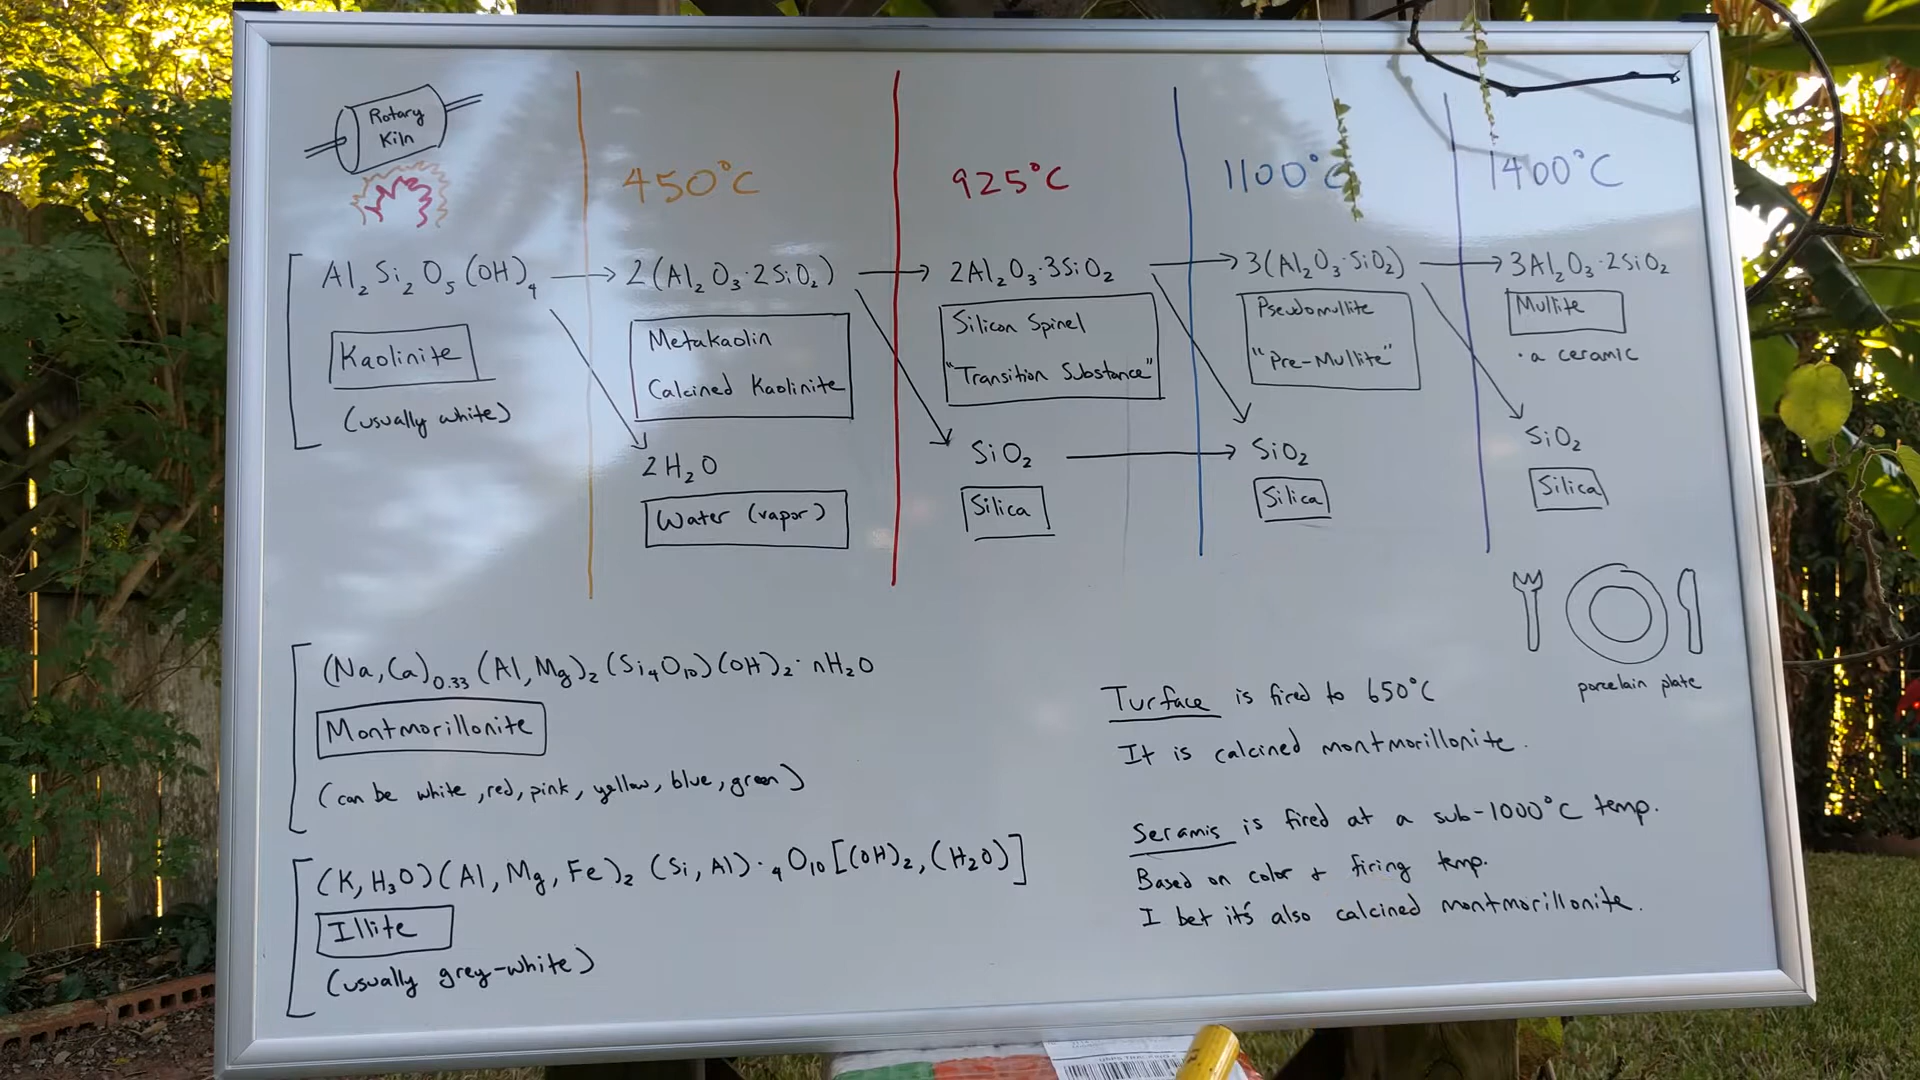 Rotary
Kiln
450°C
925°C
1100°C
1400°C
Al₂Si₂O₅(OH)₄ → 2(Al₂O₃·2SiO₂) → 2Al₂O₃·3SiO₂ → 3(Al₂O₃·SiO₂) → 3Al₂O₃·2SiO₂
Kaolinite
(usually white)
Metakaolin
Calcined Kaolinite
2H₂O
Water (vapor)
Silicon Spinel
"Transition Substance"
SiO₂ → SiO₂
Silica
Pseudomullite
"Pre-Mullite"
Silica
Mullite
· a ceramic
SiO₂
Silica
porcelain plate
(Na,Ca)₀.₃₃(Al,Mg)₂(Si₄O₁₀)(OH)₂·nH₂O
Montmorillonite
(can be white, red, pink, yellow, blue, green)
(K,H₃O)(Al,Mg,Fe)₂(Si,Al)·₄O₁₀[(OH)₂,(H₂O)]
Illite
(usually grey-white)
Turface is fired to 650°C
It is calcined montmorillonite.
Seramis is fired at a sub-1000°C temp.
Based on color + firing temp.
I bet it's also calcined montmorillonite.